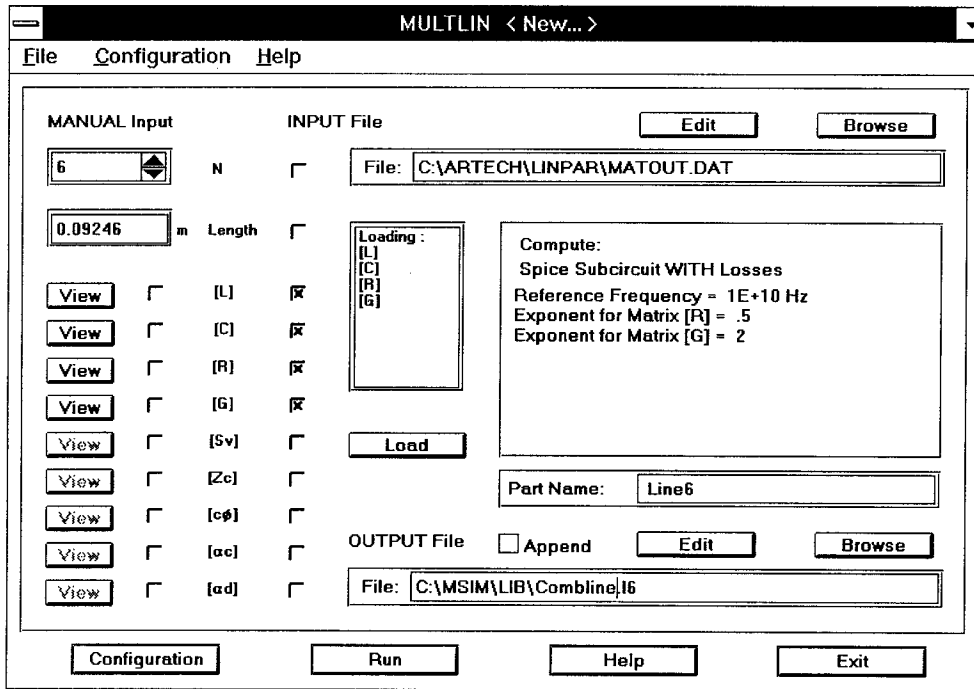 MULTLIN < New... >
File Configuration Help
MANUAL Input INPUT File Edit Browse
6 N File: C:\ARTECH\LINPAR\MATOUT.DAT
0.09246 m Length
Loading :
[L]
[C]
[R]
[G]
Compute:
Spice Subcircuit WITH Losses
Reference Frequency = 1E+10 Hz
Exponent for Matrix [R] = .5
Exponent for Matrix [G] = 2
View [L]
View [C]
View [R]
View [G]
View [Sv] Load
View [Zc] Part Name: Line6
View [cø]
OUTPUT File Append Edit Browse
View [αc]
View [αd] File: C:\MSIM\LIB\Combline.l6
Configuration Run Help Exit